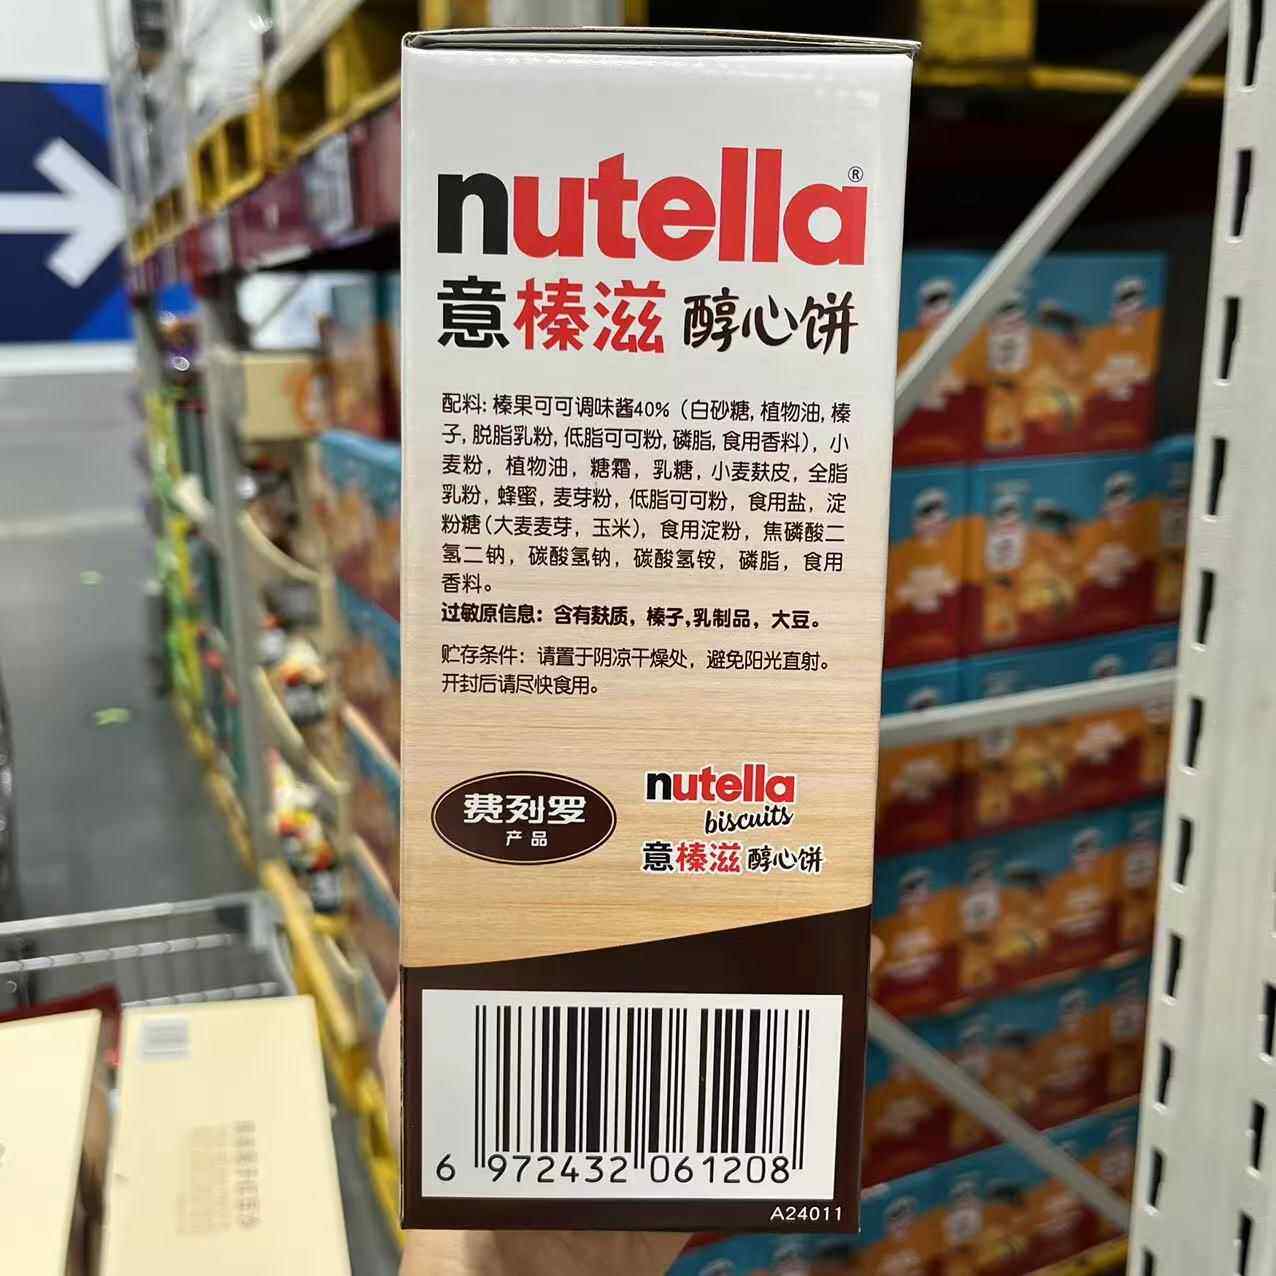 nutella®
意榛滋 醇心饼
配料: 榛果可可调味酱40%（白砂糖, 植物油, 榛
子, 脱脂乳粉, 低脂可可粉, 磷脂, 食用香料），小
麦粉，植物油，糖霜，乳糖，小麦麸皮，全脂
乳粉，蜂蜜，麦芽粉，低脂可可粉，食用盐，淀
粉糖（大麦麦芽，玉米），食用淀粉，焦磷酸二
氢二钠，碳酸氢钠，碳酸氢铵，磷脂，食用
香料。
过敏原信息：含有麸质，榛子,乳制品，大豆。
贮存条件：请置于阴凉干燥处，避免阳光直射。
开封后请尽快食用。
费列罗
产品
nutella
biscuits
意榛滋 醇心饼
6 972432 061208
A24011